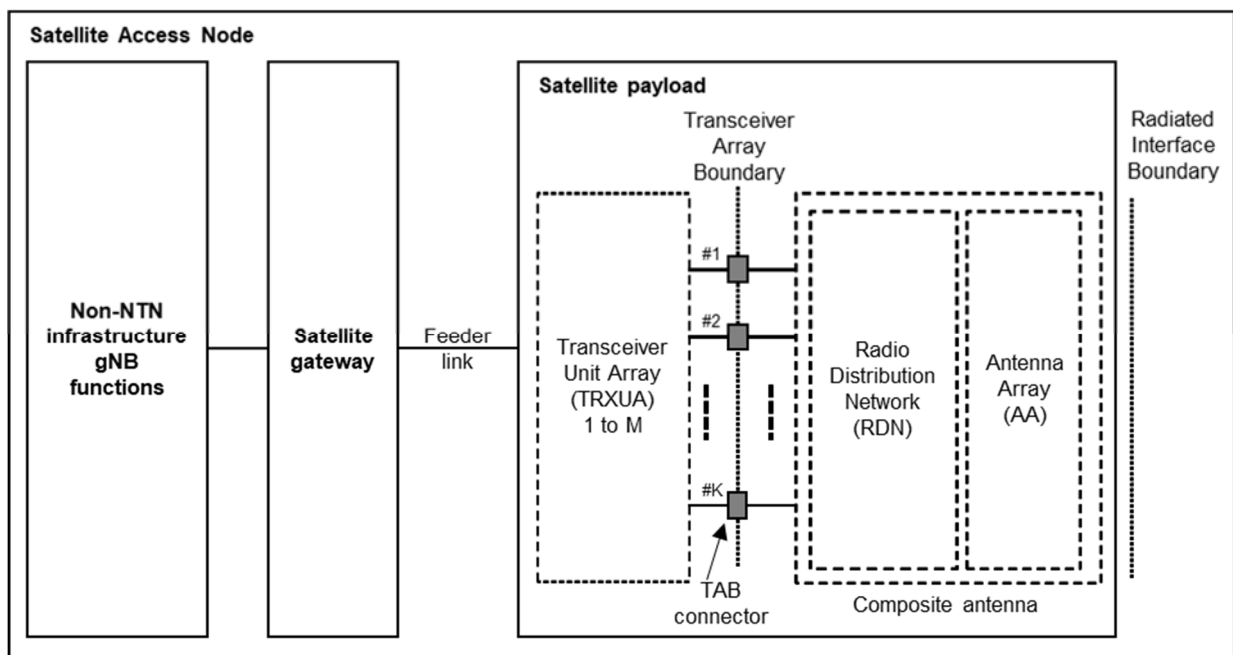 Satellite Access Node
Non-NTN
infrastructure
gNB
functions
Satellite
gateway
Feeder
link
Satellite payload
Transceiver
Array
Boundary
Transceiver
Unit Array
(TRXUA)
1 to M
#1
#2
#K
TAB
connector
Radio
Distribution
Network
(RDN)
Antenna
Array
(AA)
Composite antenna
Radiated
Interface
Boundary